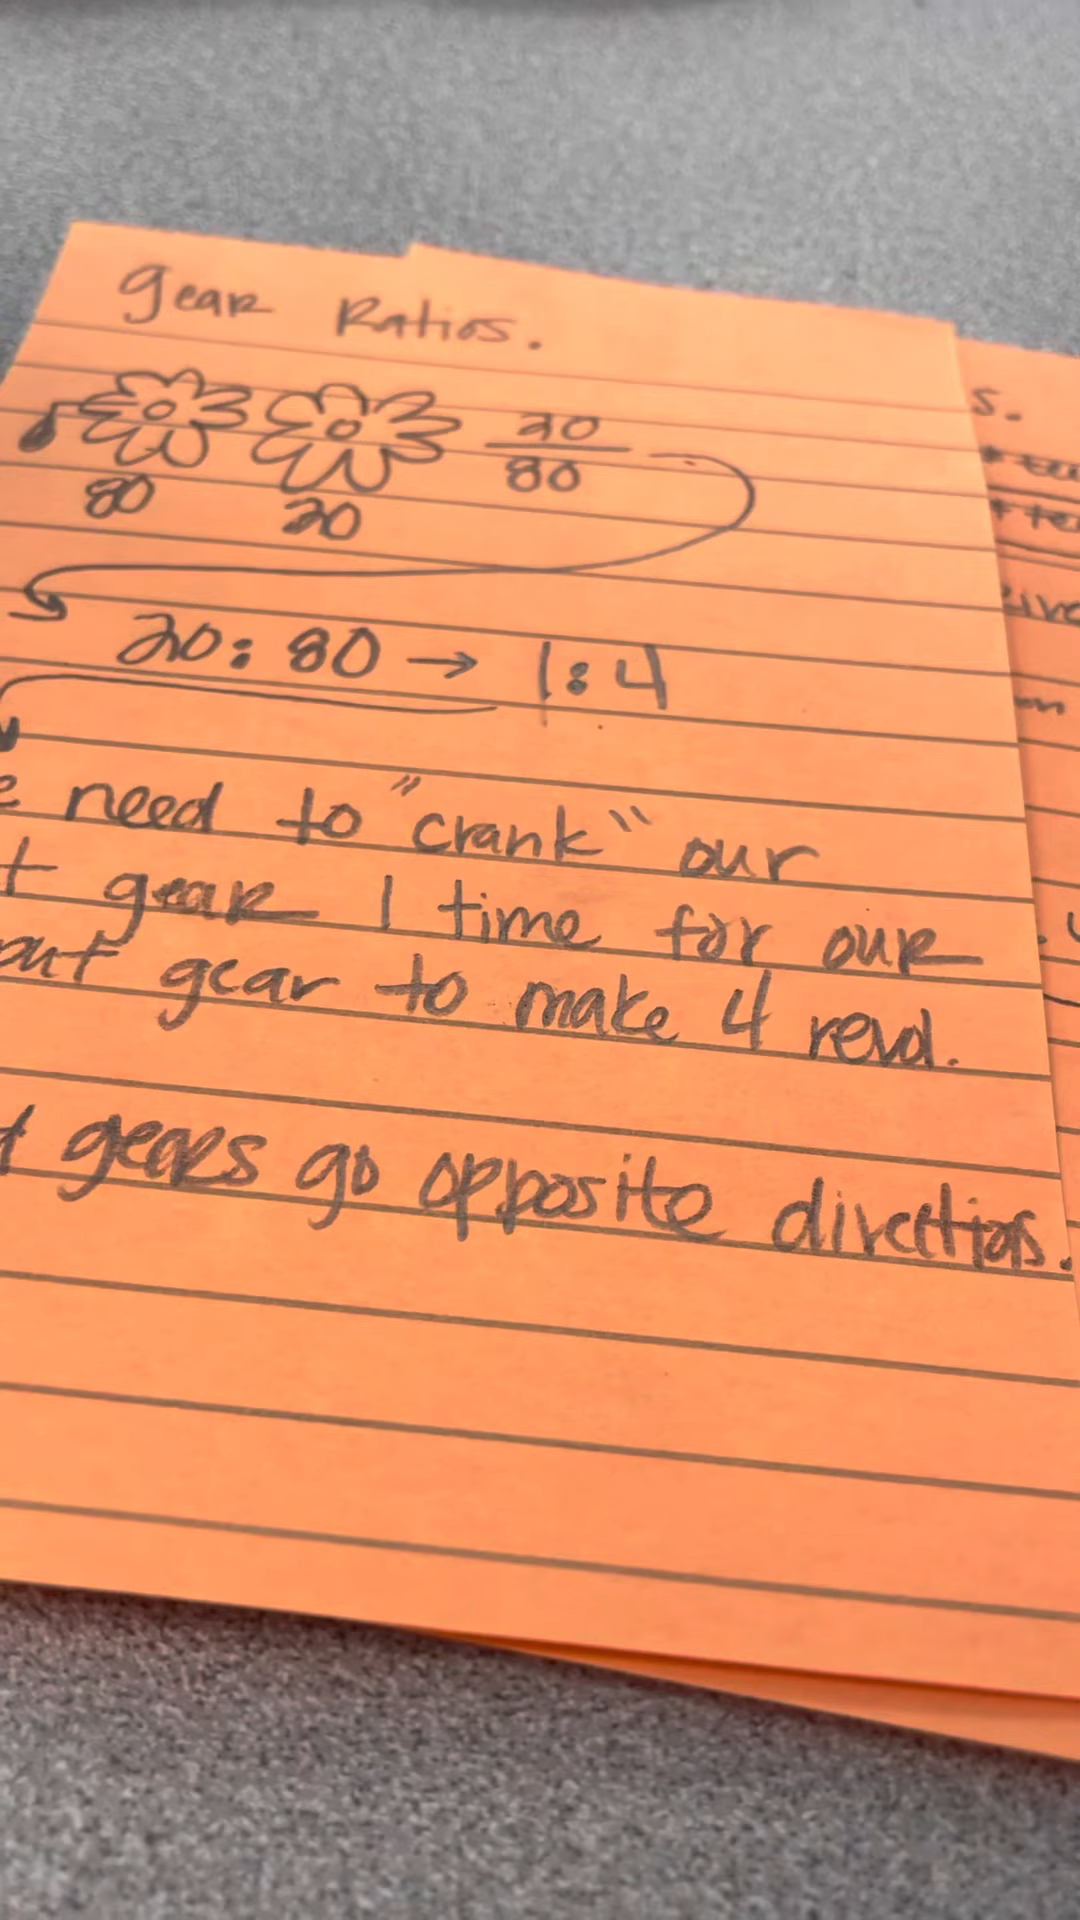 gear Ratios.
20
80
80 20
20:80 → 1:4
need to "crank" our
gear 1 time for our
gear to make 4 revol.
gears go opposite directions.
s.